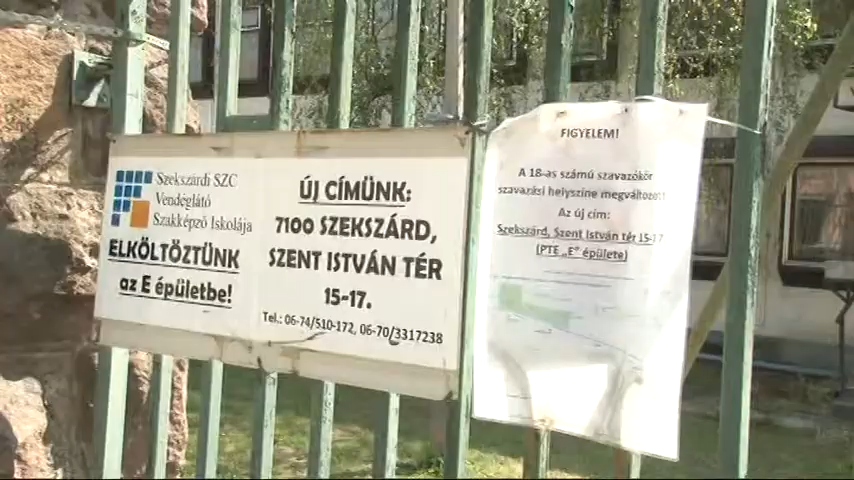 Szekszárdi SZC
Vendéglátó
Szakképző Iskolája
ELKÖLTÖZTÜNK
az E épületbe!
ÚJ CÍMÜNK:
7100 SZEKSZÁRD,
SZENT ISTVÁN TÉR
15-17.
Tel.: 06-74/510-172, 06-70/3317238
FIGYELEM!
A 18-as számú szavazókör
szavazási helyszíne megváltozott
Az új cím:
Szekszárd, Szent István tér 15-17
(PTE „E" épülete)